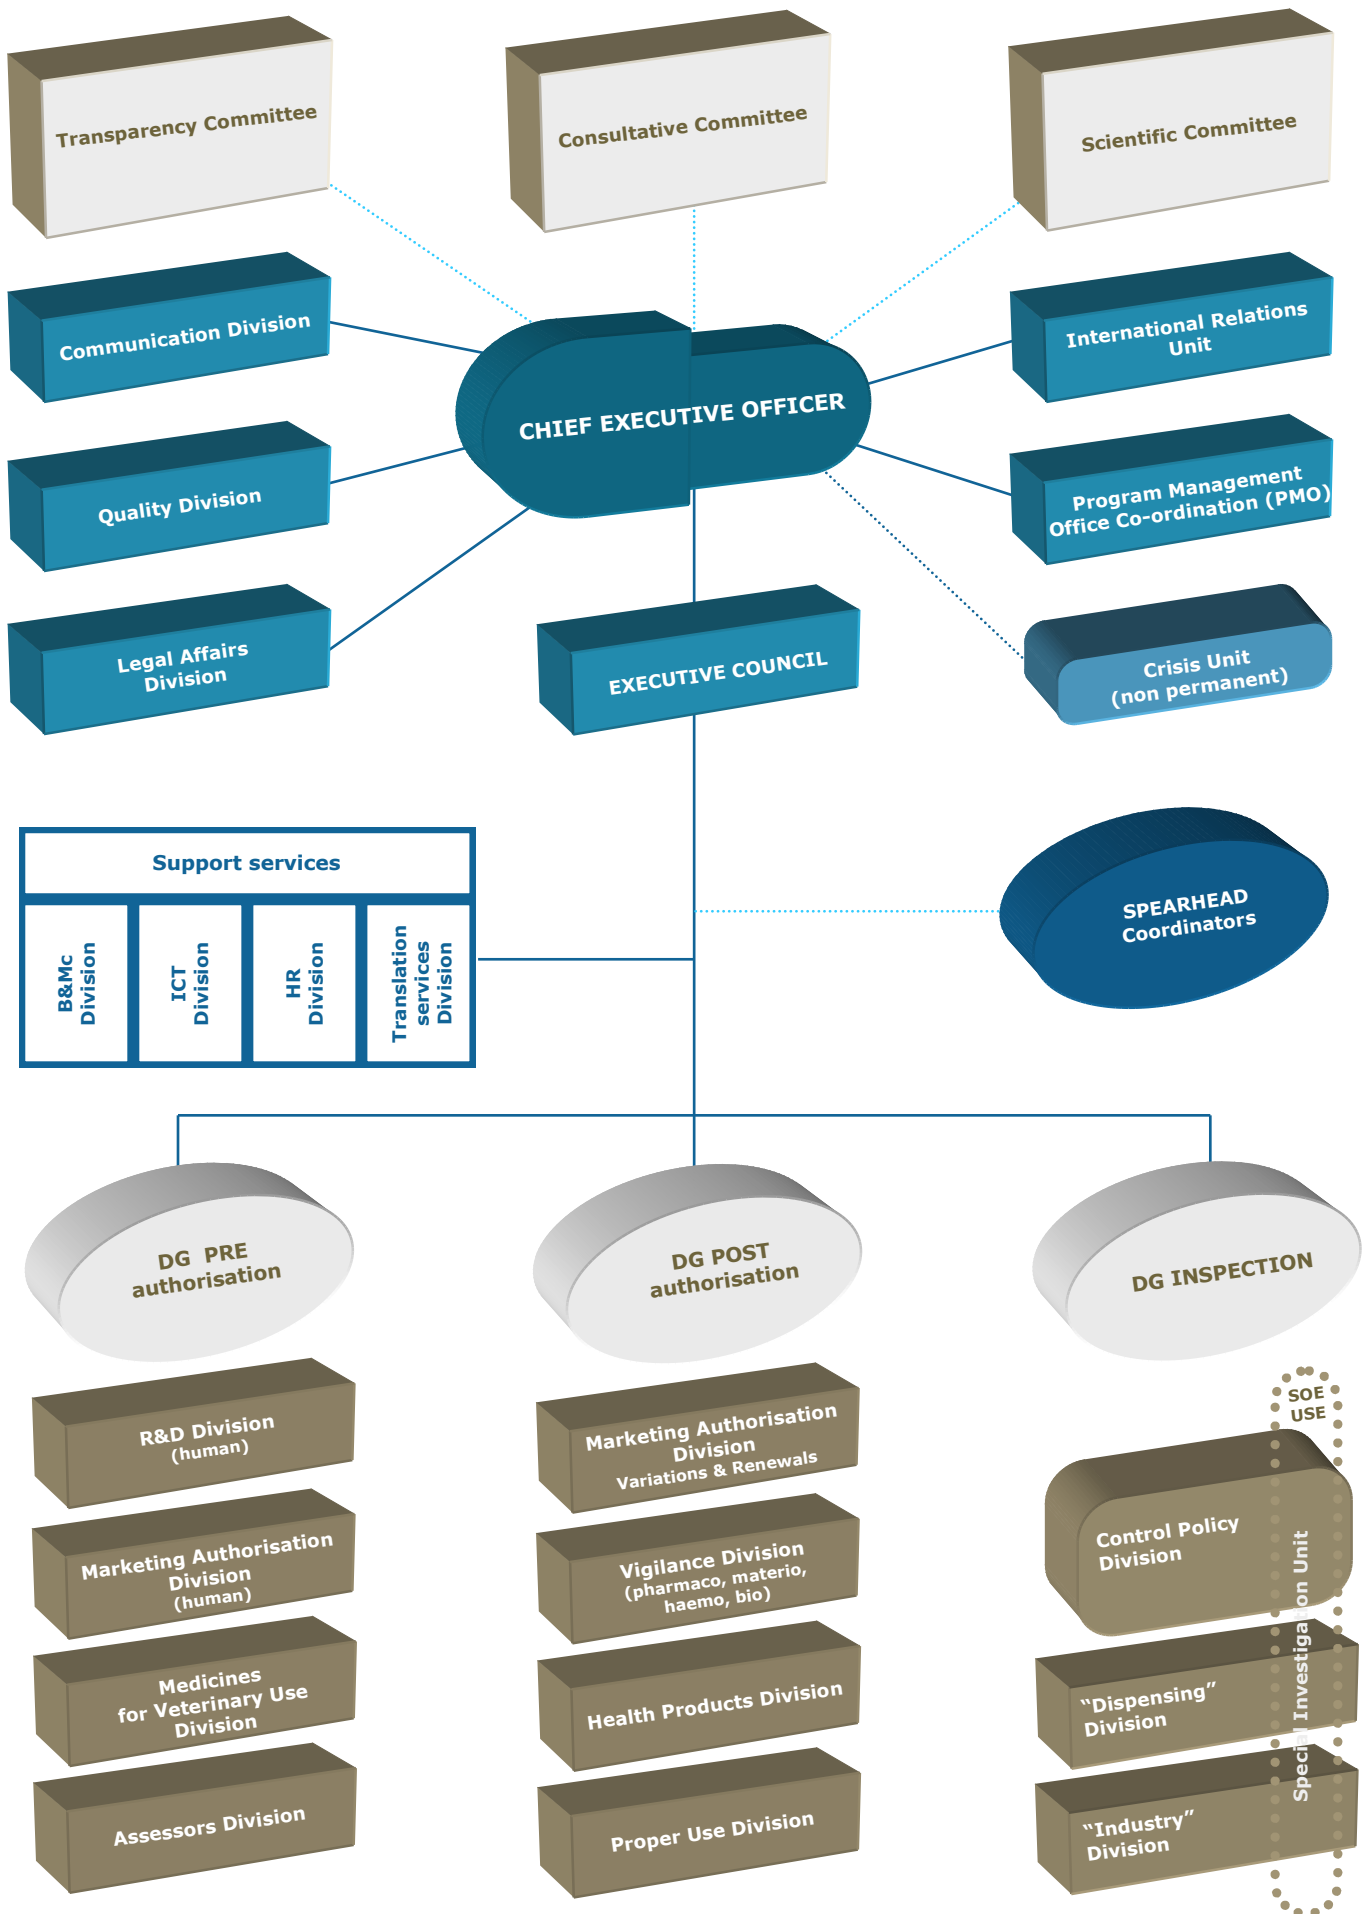 Transparency Committee
Consultative Committee
Scientific Committee
Communication Division
International Relations
Unit
CHIEF EXECUTIVE OFFICER
Quality Division
Program Management
Office Co-ordination (PMO)
Legal Affairs
Division
EXECUTIVE COUNCIL
Crisis Unit
(non permanent)
Support services
B&Mc
Division
ICT
Division
HR
Division
Translation
services
Division
SPEARHEAD
Coordinators
DG PRE
authorisation
DG POST
authorisation
DG INSPECTION
R&D Division
(human)
Marketing Authorisation
Division
(human)
Medicines
for Veterinary Use
Division
Assessors Division
Marketing Authorisation
Division
Variations & Renewals
Vigilance Division
(pharmaco, materio,
haemo, bio)
Health Products Division
Proper Use Division
SOE
USE
Control Policy
Division
“Dispensing”
Division
“Industry”
Division
Special Investigation Unit